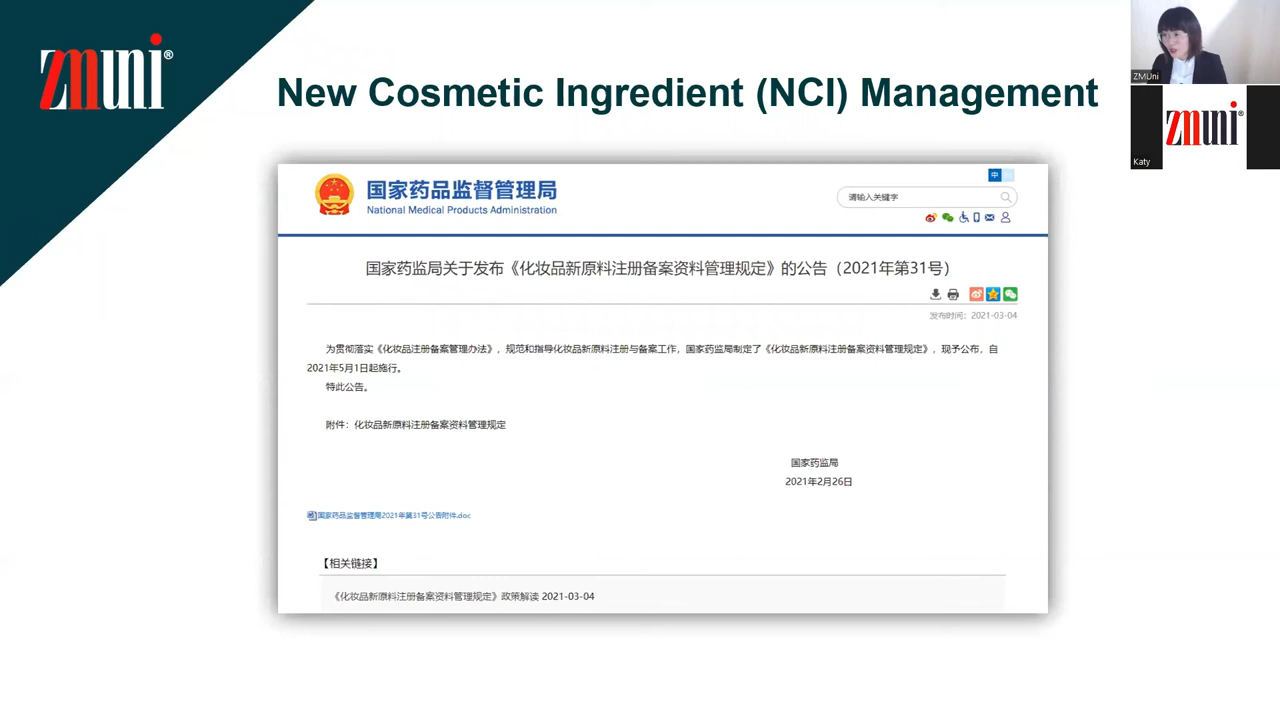 ZMUni®
New Cosmetic Ingredient (NCI) Management
ZMUni
ZMUni®
Katy
中
国家药品监督管理局
National Medical Products Administration
请输入关键字
国家药监局关于发布《化妆品新原料注册备案资料管理规定》的公告（2021年第31号）
发布时间：2021-03-04
为贯彻落实《化妆品注册备案管理办法》，规范和指导化妆品新原料注册与备案工作，国家药监局制定了《化妆品新原料注册备案资料管理规定》，现予公布，自
2021年5月1日起施行。
特此公告。
附件：化妆品新原料注册备案资料管理规定
国家药监局
2021年2月26日
国家药品监督管理局2021年第31号公告附件.doc
【相关链接】
《化妆品新原料注册备案资料管理规定》政策解读 2021-03-04